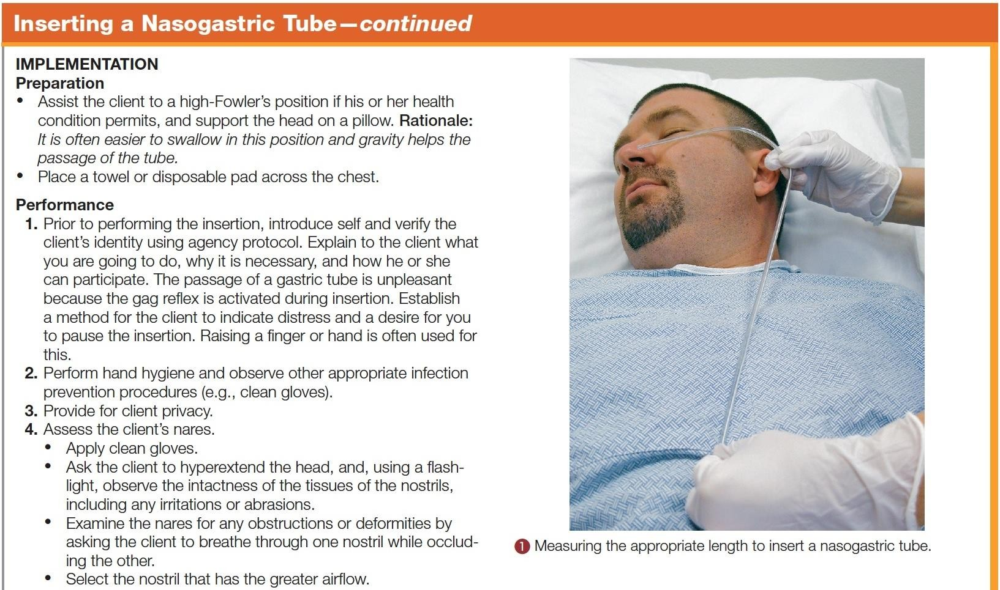 Inserting a Nasogastric Tube—continued
IMPLEMENTATION
Preparation
• Assist the client to a high-Fowler’s position if his or her health
condition permits, and support the head on a pillow. Rationale:
It is often easier to swallow in this position and gravity helps the
passage of the tube.
• Place a towel or disposable pad across the chest.
Performance
1. Prior to performing the insertion, introduce self and verify the
client’s identity using agency protocol. Explain to the client what
you are going to do, why it is necessary, and how he or she
can participate. The passage of a gastric tube is unpleasant
because the gag reflex is activated during insertion. Establish
a method for the client to indicate distress and a desire for you
to pause the insertion. Raising a finger or hand is often used for
this.
2. Perform hand hygiene and observe other appropriate infection
prevention procedures (e.g., clean gloves).
3. Provide for client privacy.
4. Assess the client’s nares.
• Apply clean gloves.
• Ask the client to hyperextend the head, and, using a flash-
light, observe the intactness of the tissues of the nostrils,
including any irritations or abrasions.
• Examine the nares for any obstructions or deformities by
asking the client to breathe through one nostril while occlud-
ing the other.
• Select the nostril that has the greater airflow.
1 Measuring the appropriate length to insert a nasogastric tube.